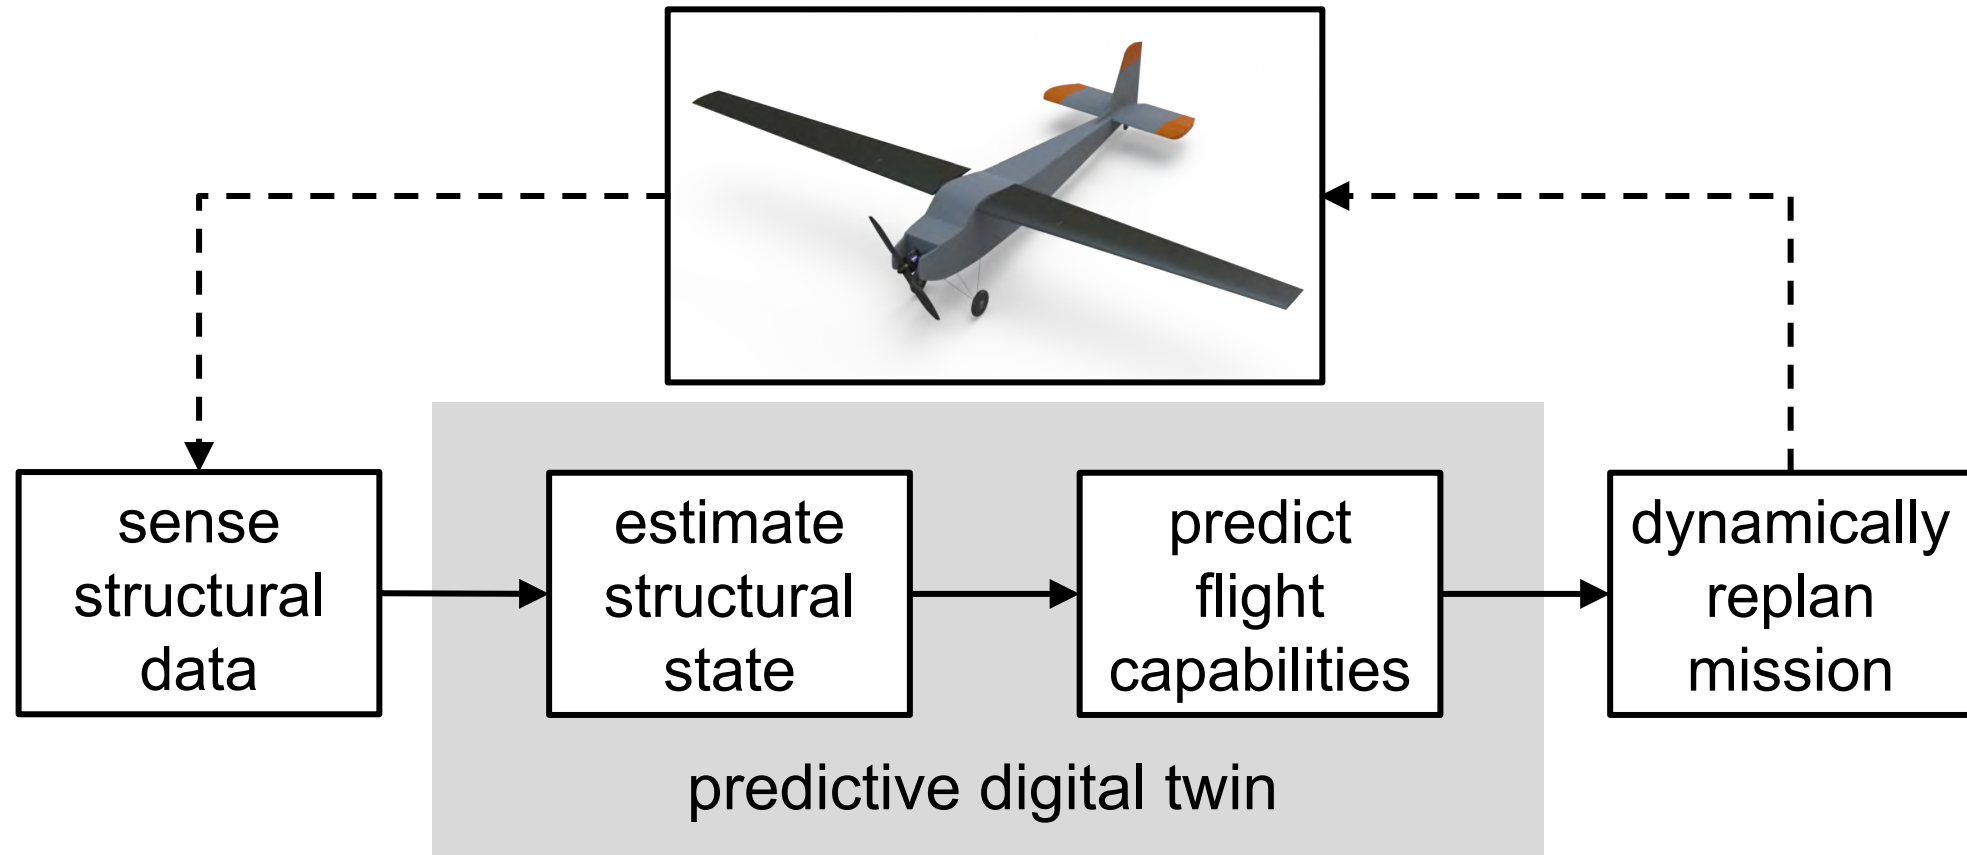 sense
structural
data
estimate
structural
state
predict
flight
capabilities
dynamically
replan
mission
predictive digital twin